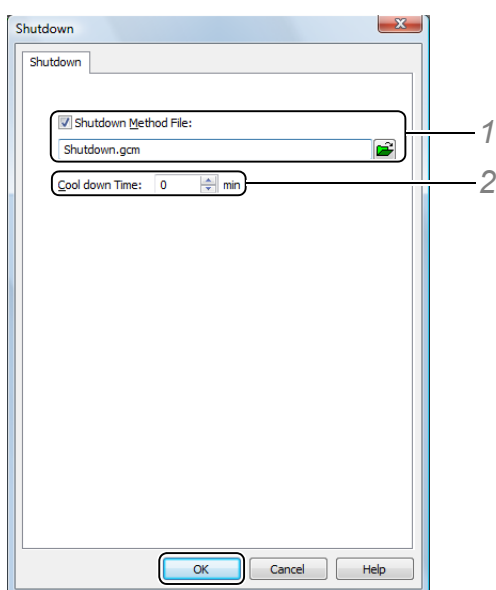 Shutdown
Shutdown
Shutdown Method File:
1
Shutdown.gcm
Cool down Time: 0 min
2
OK Cancel Help